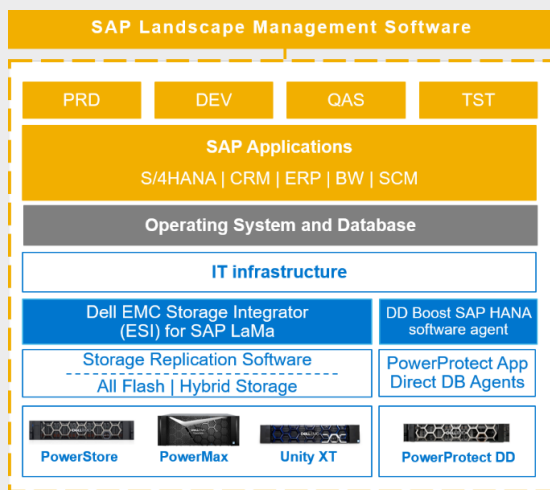 SAP Landscape Management Software
PRD DEV QAS TST
SAP Applications
S/4HANA | CRM | ERP | BW | SCM
Operating System and Database
IT infrastructure
Dell EMC Storage Integrator
(ESI) for SAP LaMa
DD Boost SAP HANA
software agent
Storage Replication Software
All Flash | Hybrid Storage
PowerProtect App
Direct DB Agents
PowerStore PowerMax Unity XT PowerProtect DD